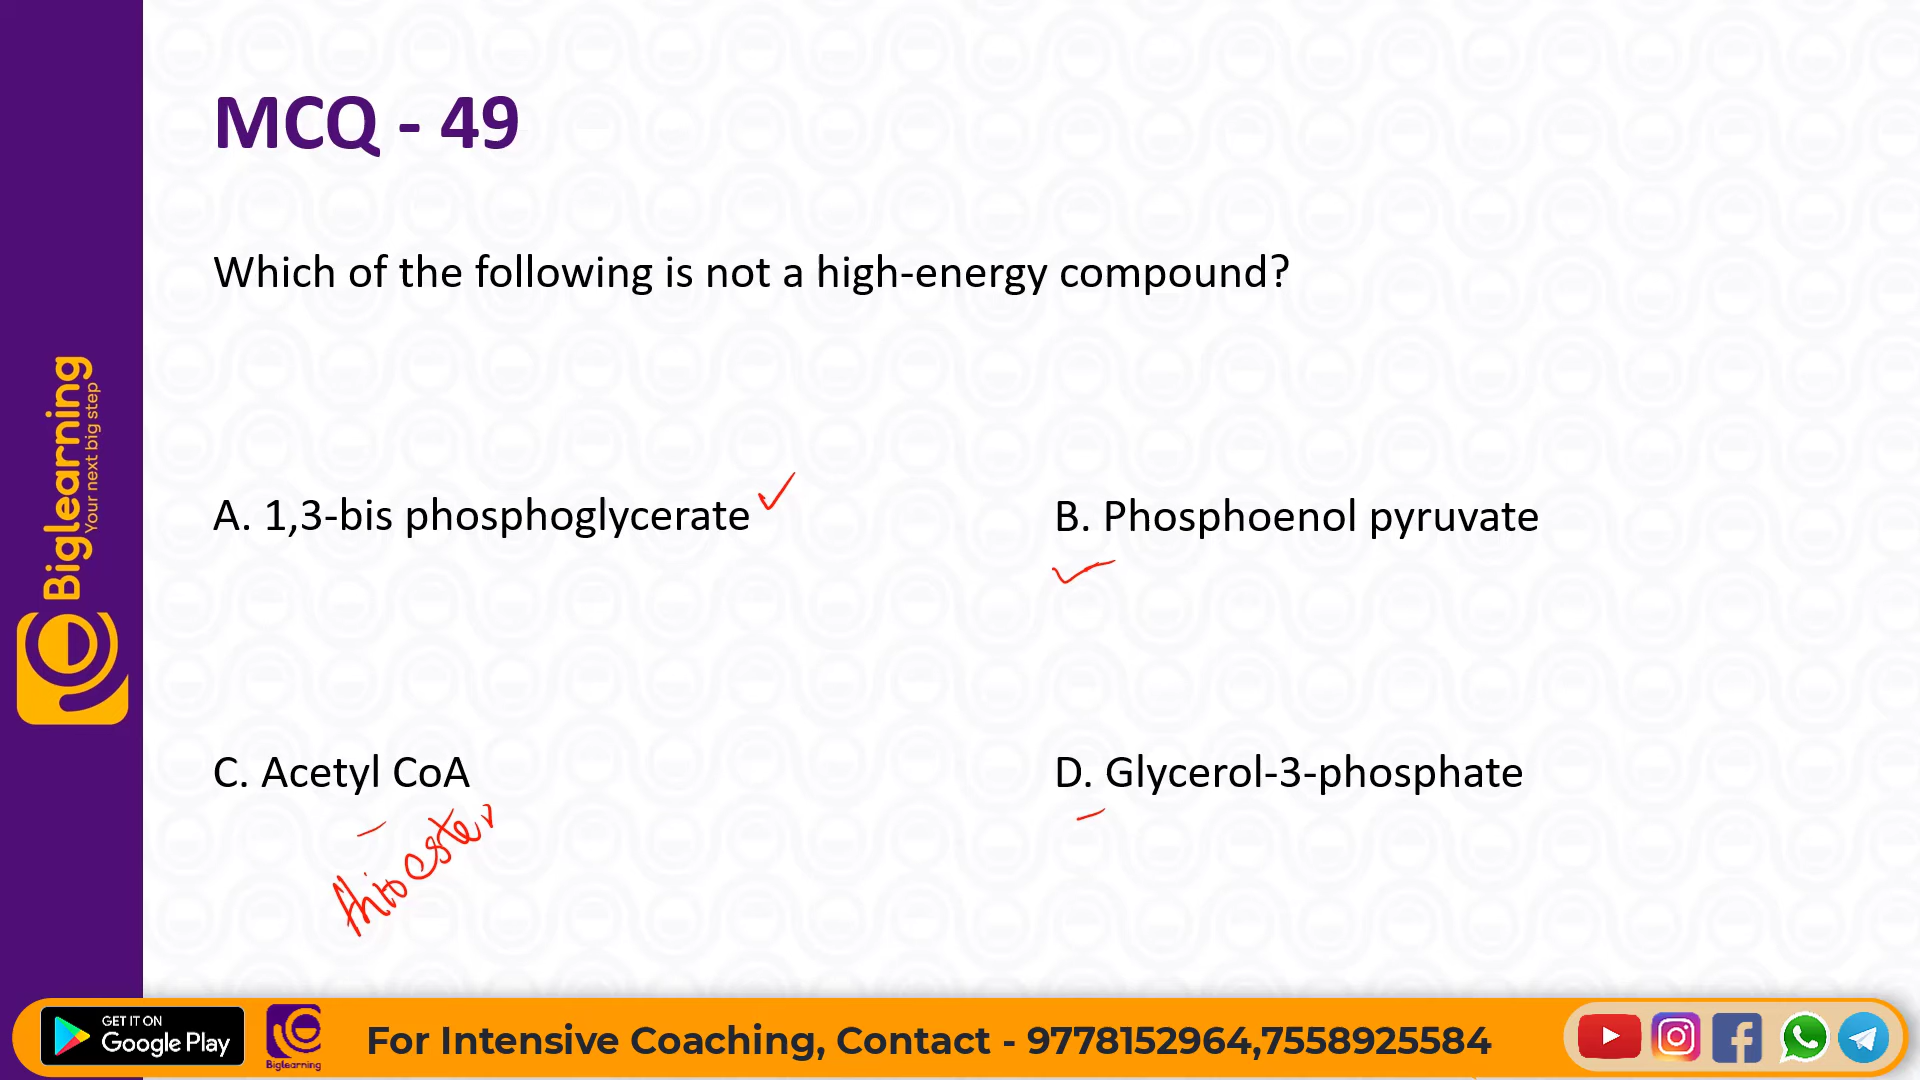 MCQ - 49
Which of the following is not a high-energy compound?
A. 1,3-bis phosphoglycerate
B. Phosphoenol pyruvate
C. Acetyl CoA
D. Glycerol-3-phosphate
thioester
Biglearning
Your next big step
GET IT ON
Google Play
Biglearning
For Intensive Coaching, Contact - 9778152964,7558925584